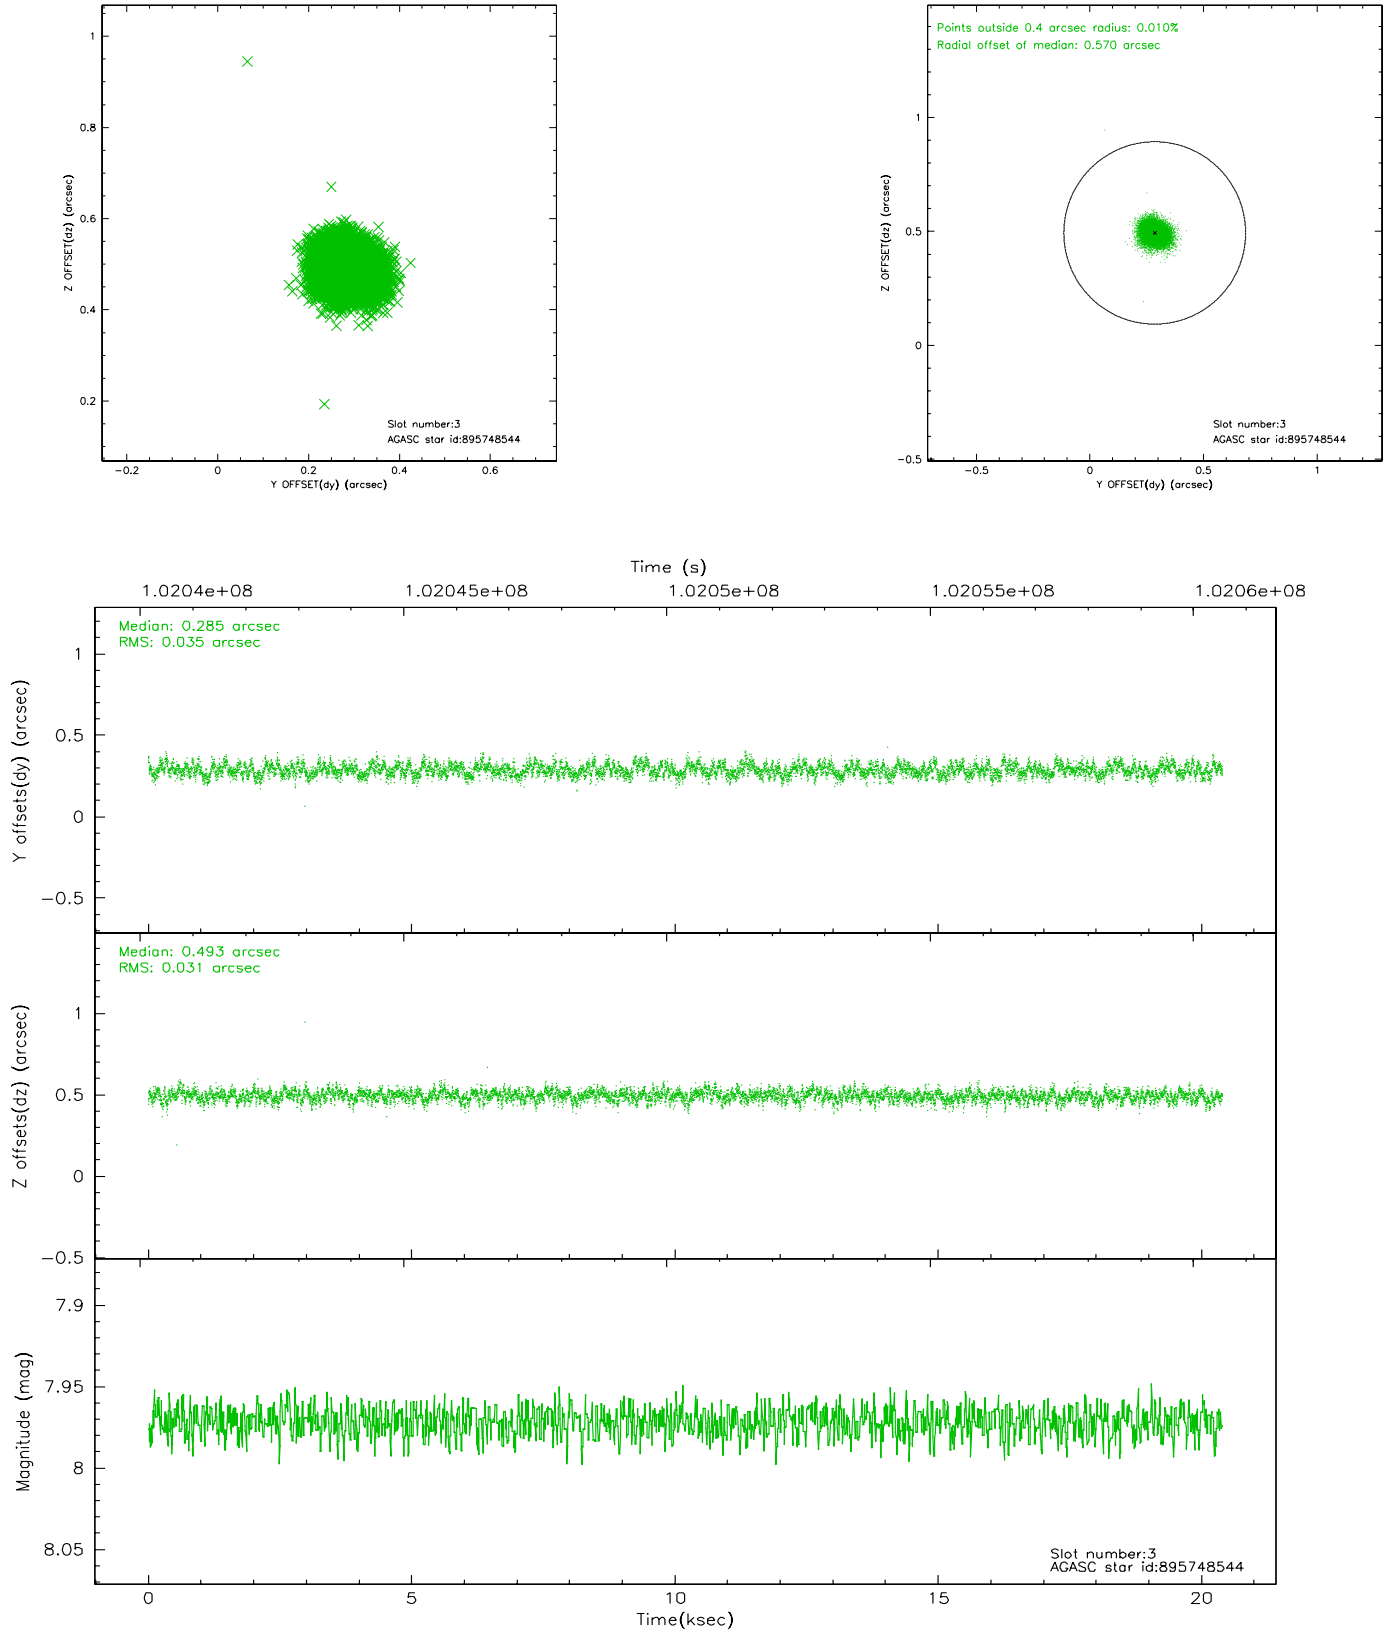 1
0.8
0.6
0.4
0.2
Z OFFSET(dz) (arcsec)
Slot number:3
AGASC star id:895748544
−0.2 0 0.2 0.4 0.6
Y OFFSET(dy) (arcsec)
Points outside 0.4 arcsec radius: 0.010%
Radial offset of median: 0.570 arcsec
1
0.5
0
−0.5
Z OFFSET(dz) (arcsec)
Slot number:3
AGASC star id:895748544
−0.5 0 0.5 1
Y OFFSET(dy) (arcsec)
Time (s)
1.0204e+08 1.02045e+08 1.0205e+08 1.02055e+08 1.0206e+08
Median: 0.285 arcsec
RMS: 0.035 arcsec
1
0.5
0
−0.5
Y offsets(dy) (arcsec)
Median: 0.493 arcsec
RMS: 0.031 arcsec
1
0.5
0
−0.5
Z offsets(dz) (arcsec)
7.9
7.95
8
8.05
Magnitude (mag)
Slot number:3
AGASC star id:895748544
0 5 10 15 20
Time(ksec)